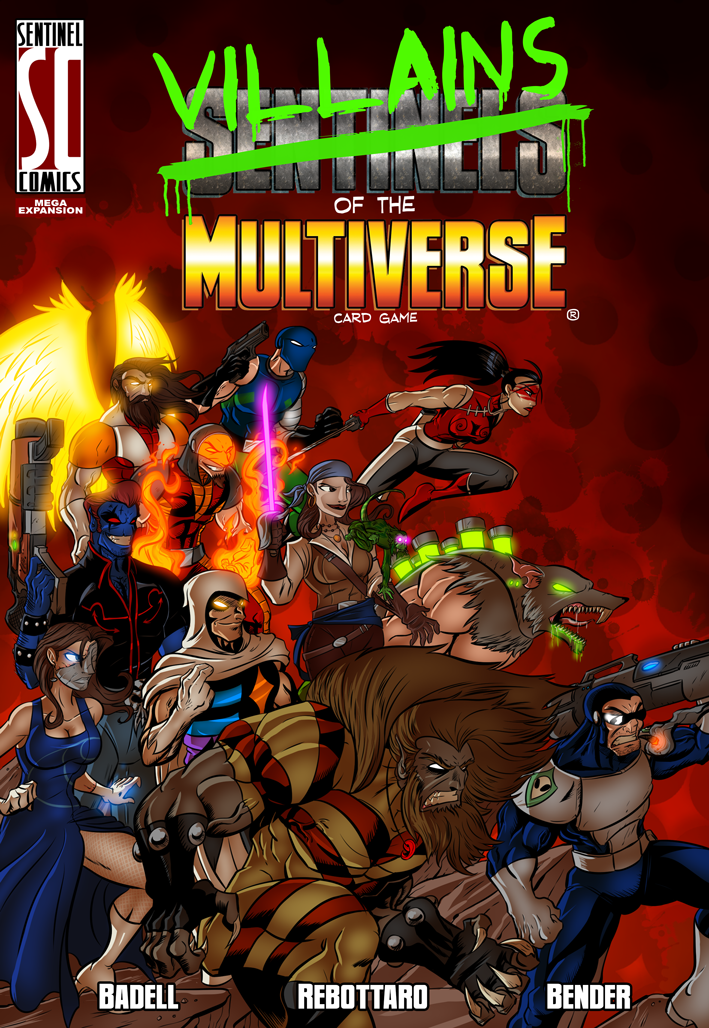 SENTINEL
SC
COMICS
MEGA
EXPANSION
VILLAINS
SENTINELS
OF THE
MULTIVERSE
CARD GAME ®
BADELL REBOTTARO BENDER